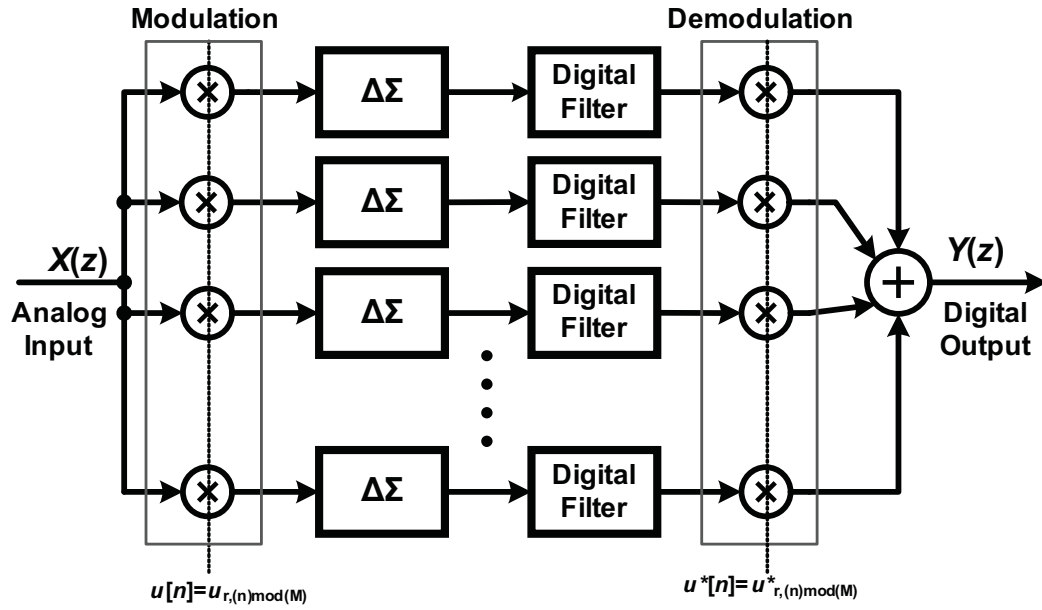 Modulation
Demodulation
ΔΣ
Digital
Filter
ΔΣ
Digital
Filter
X(z)
Analog
Input
ΔΣ
Digital
Filter
Y(z)
Digital
Output
ΔΣ
Digital
Filter
u[n]=u_{r,(n)mod(M)}
u*[n]=u*_{r,(n)mod(M)}